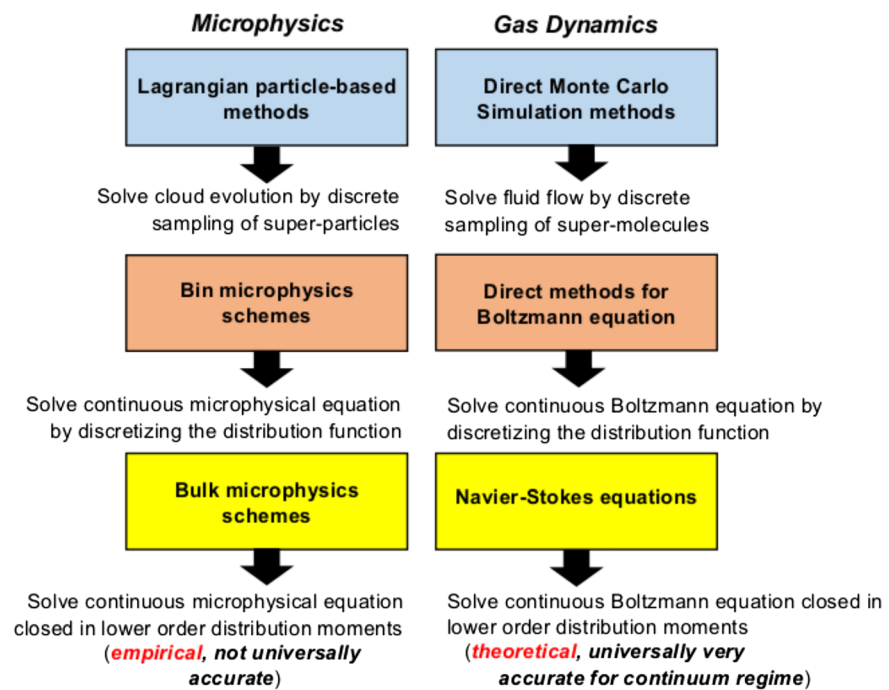 Microphysics
Gas Dynamics
Lagrangian particle-based
methods
Direct Monte Carlo
Simulation methods
Solve cloud evolution by discrete
sampling of super-particles
Solve fluid flow by discrete
sampling of super-molecules
Bin microphysics
schemes
Direct methods for
Boltzmann equation
Solve continuous microphysical equation
by discretizing the distribution function
Solve continuous Boltzmann equation by
discretizing the distribution function
Bulk microphysics
schemes
Navier-Stokes equations
Solve continuous microphysical equation
closed in lower order distribution moments
(empirical, not universally
accurate)
Solve continuous Boltzmann equation closed in
lower order distribution moments
(theoretical, universally very
accurate for continuum regime)